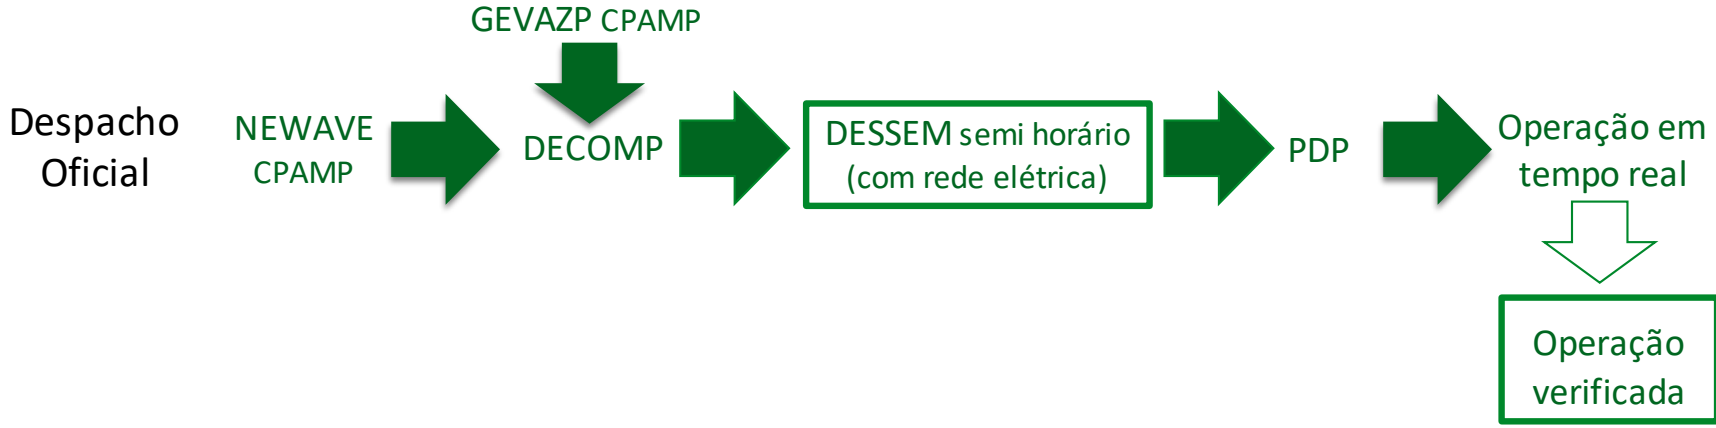 GEVAZP CPAMP
Despacho
Oficial
NEWAVE
CPAMP
DECOMP
DESSEM semi horário
(com rede elétrica)
PDP
Operação em
tempo real
Operação
verificada